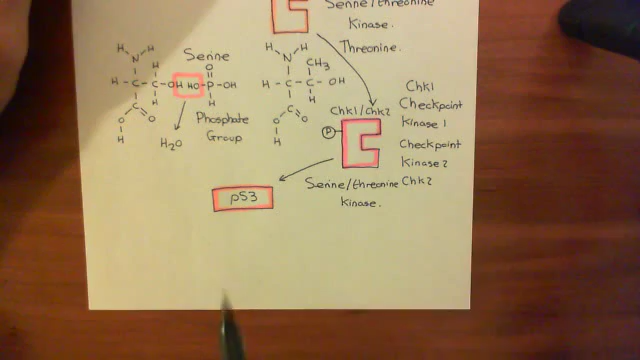 Serine/threonine
Kinase.
Threonine.
Serine
H H
N
H
H - C - C - OH HO - P - OH
O
H
H
C
O O
H
H2O
Phosphate
Group
H H
N
CH3
H - C - C - OH
H
C
O O
H
Chk1/Chk2
P
Chk1
Checkpoint
Kinase 1
Checkpoint
Kinase 2
Chk2
Serine/threonine
Kinase.
p53